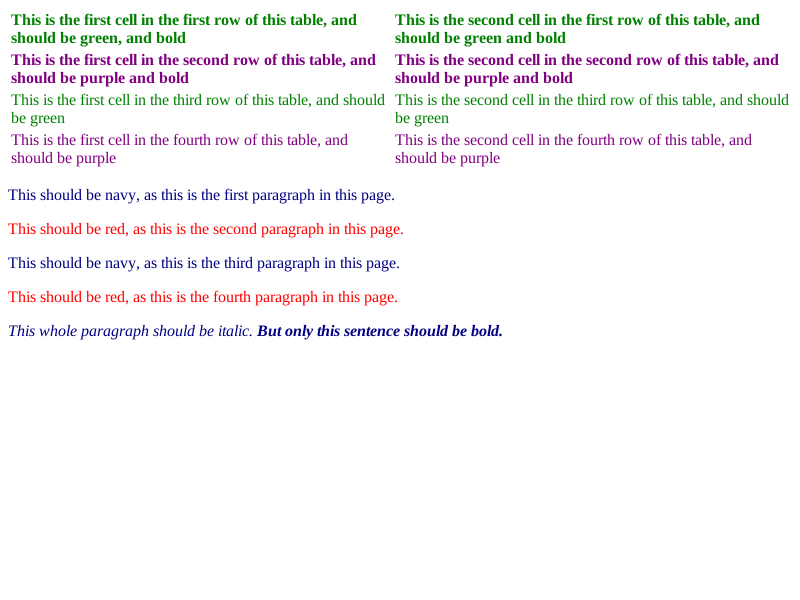 This is the first cell in the first row of this table, and
should be green, and bold
This is the second cell in the first row of this table, and
should be green and bold
This is the first cell in the second row of this table, and
should be purple and bold
This is the second cell in the second row of this table, and
should be purple and bold
This is the first cell in the third row of this table, and should
be green
This is the second cell in the third row of this table, and should
be green
This is the first cell in the fourth row of this table, and
should be purple
This is the second cell in the fourth row of this table, and
should be purple
This should be navy, as this is the first paragraph in this page.
This should be red, as this is the second paragraph in this page.
This should be navy, as this is the third paragraph in this page.
This should be red, as this is the fourth paragraph in this page.
This whole paragraph should be italic. But only this sentence should be bold.